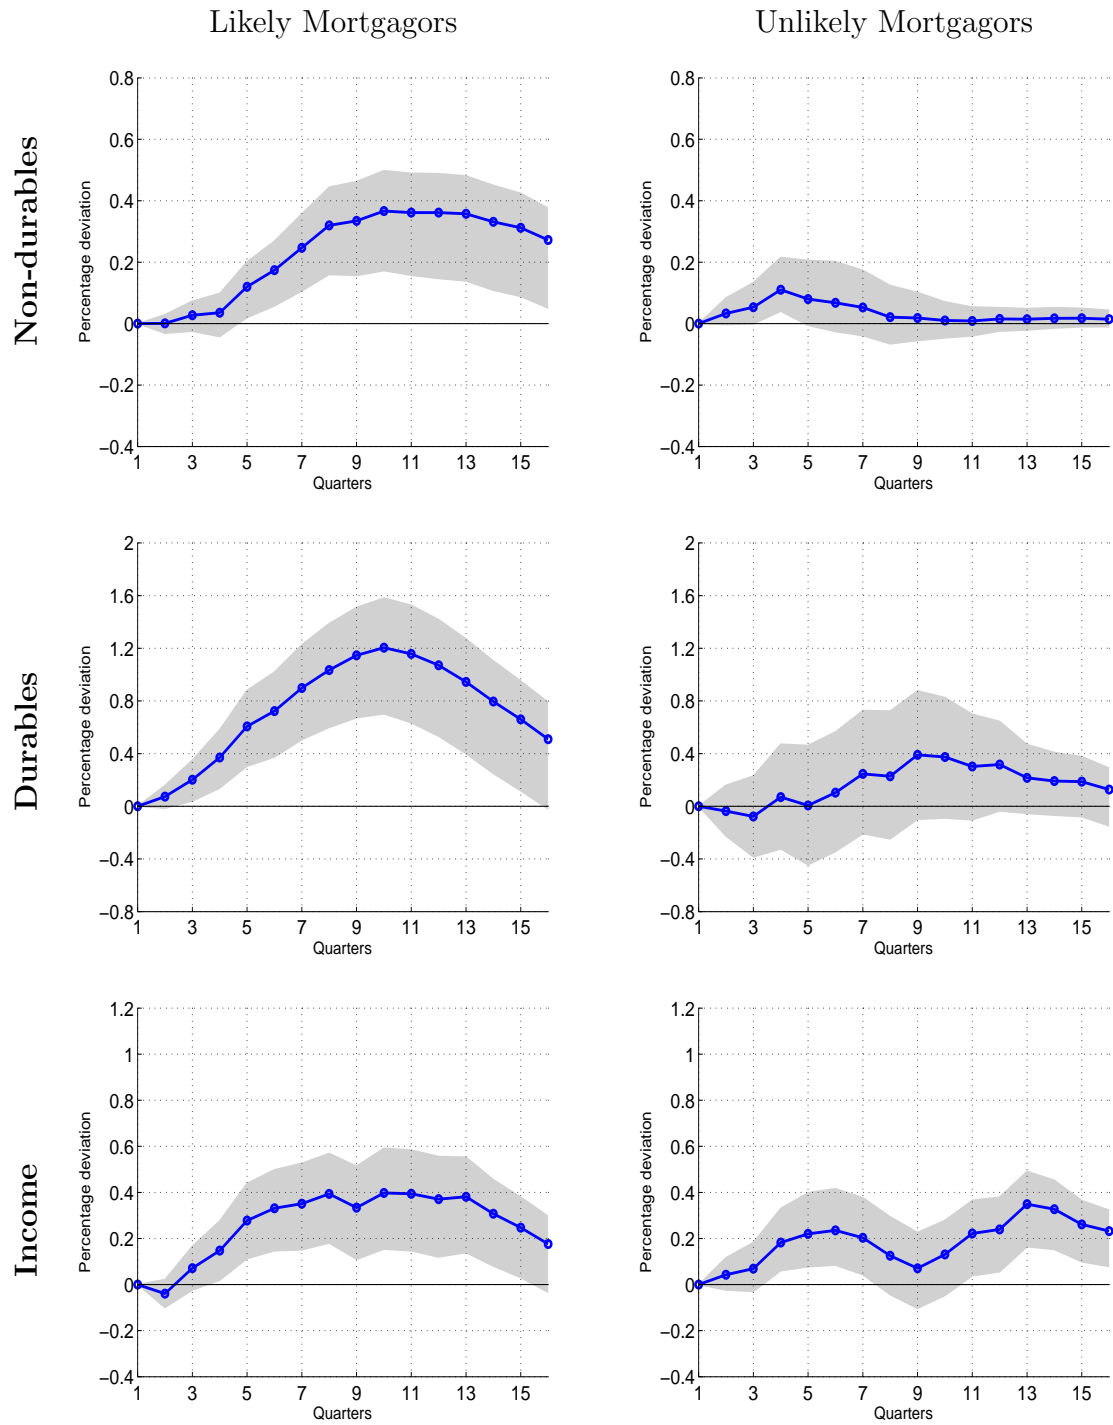 Likely Mortgagors
Unlikely Mortgagors
Non-durables
Percentage deviation
0.8
0.6
0.4
0.2
0
−0.2
−0.4
1 3 5 7 9 11 13 15
Quarters
Percentage deviation
0.8
0.6
0.4
0.2
0
−0.2
−0.4
1 3 5 7 9 11 13 15
Quarters
Durables
Percentage deviation
2
1.6
1.2
0.8
0.4
0
−0.4
−0.8
1 3 5 7 9 11 13 15
Quarters
Percentage deviation
2
1.6
1.2
0.8
0.4
0
−0.4
−0.8
1 3 5 7 9 11 13 15
Quarters
Income
Percentage deviation
1.2
1
0.8
0.6
0.4
0.2
0
−0.2
−0.4
1 3 5 7 9 11 13 15
Quarters
Percentage deviation
1.2
1
0.8
0.6
0.4
0.2
0
−0.2
−0.4
1 3 5 7 9 11 13 15
Quarters